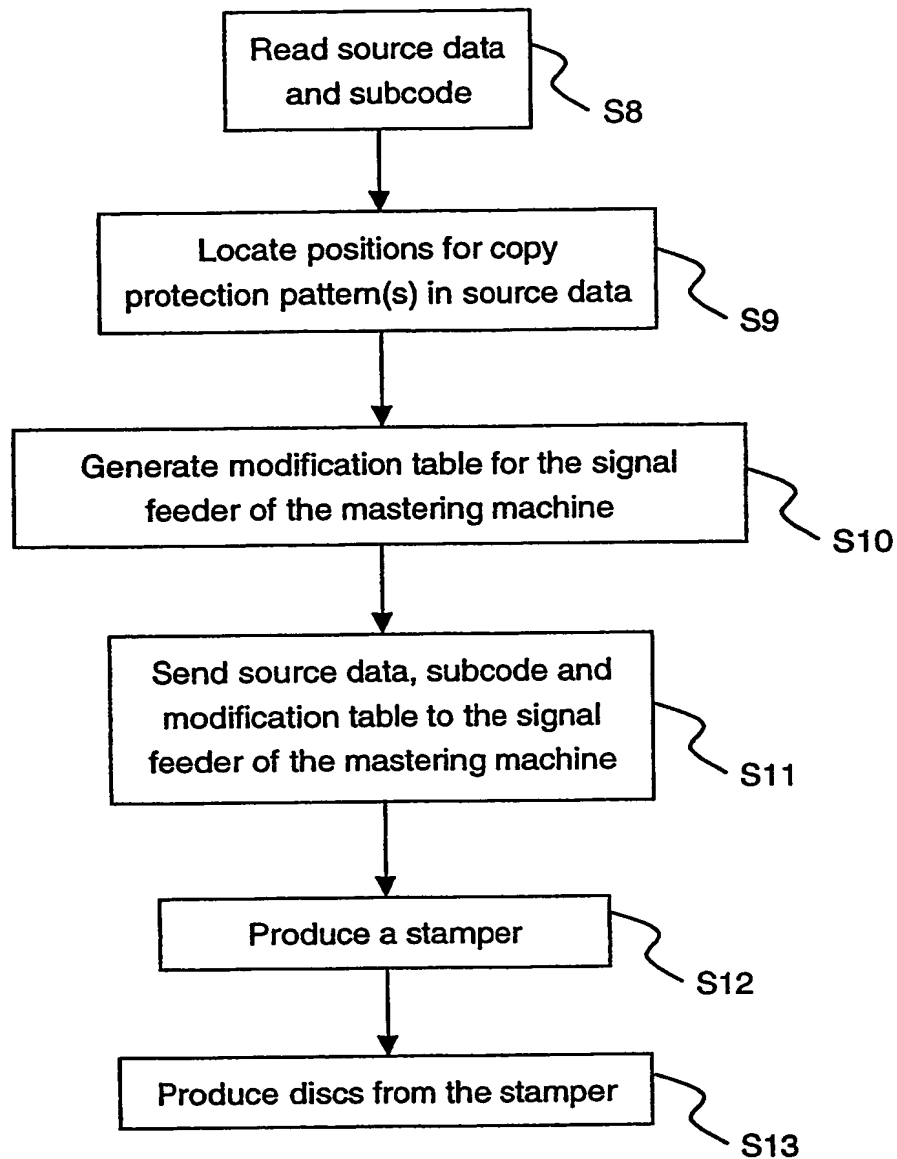 Read source data
and subcode
S8
Locate positions for copy
protection pattern(s) in source data
S9
Generate modification table for the signal
feeder of the mastering machine
S10
Send source data, subcode and
modification table to the signal
feeder of the mastering machine
S11
Produce a stamper
S12
Produce discs from the stamper
S13